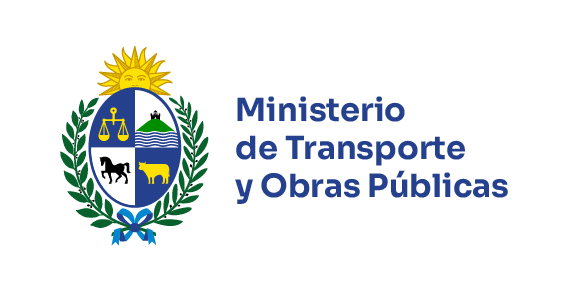 Ministerio
de Transporte
y Obras Públicas